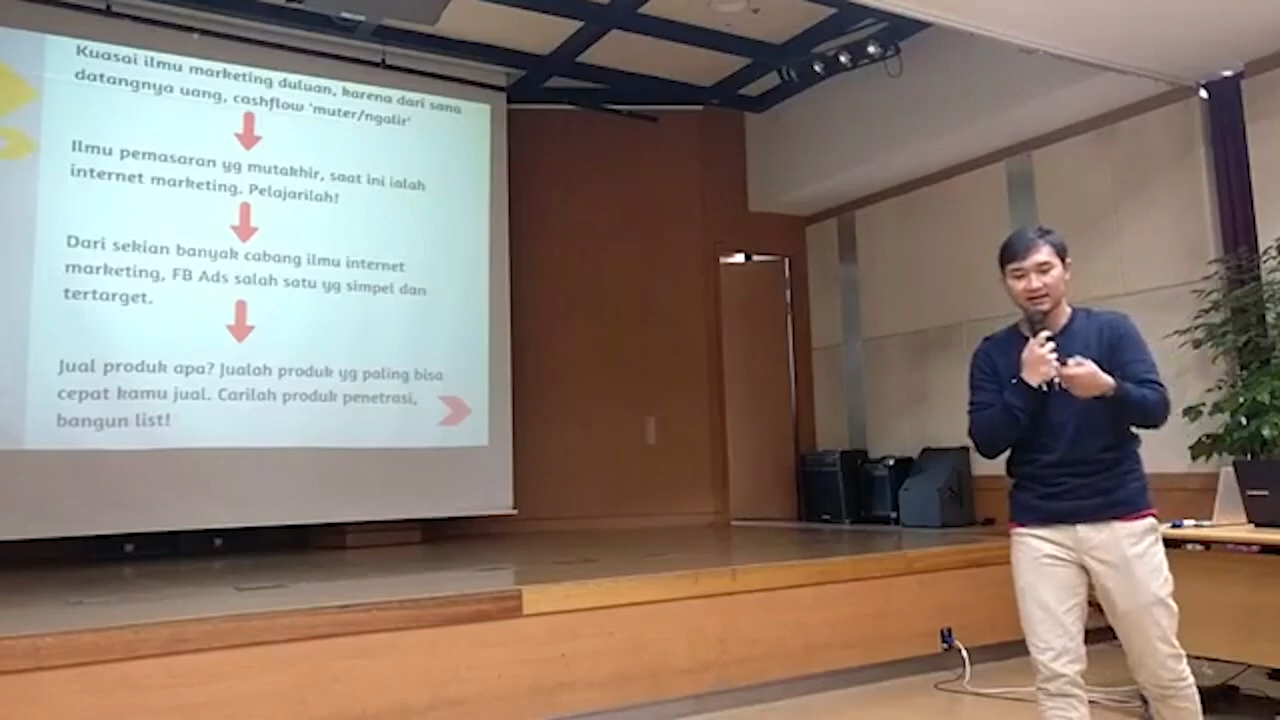 Kuasai ilmu marketing duluan, karena dari sana
datangnya uang, cashflow 'muter/ngalir'
Ilmu pemasaran yg mutakhir, saat ini ialah
internet marketing. Pelajarilah!
Dari sekian banyak cabang ilmu internet
marketing, FB Ads salah satu yg simpel dan
tertarget.
Jual produk apa? Jualah produk yg paling bisa
cepat kamu jual. Carilah produk penetrasi,
bangun list!